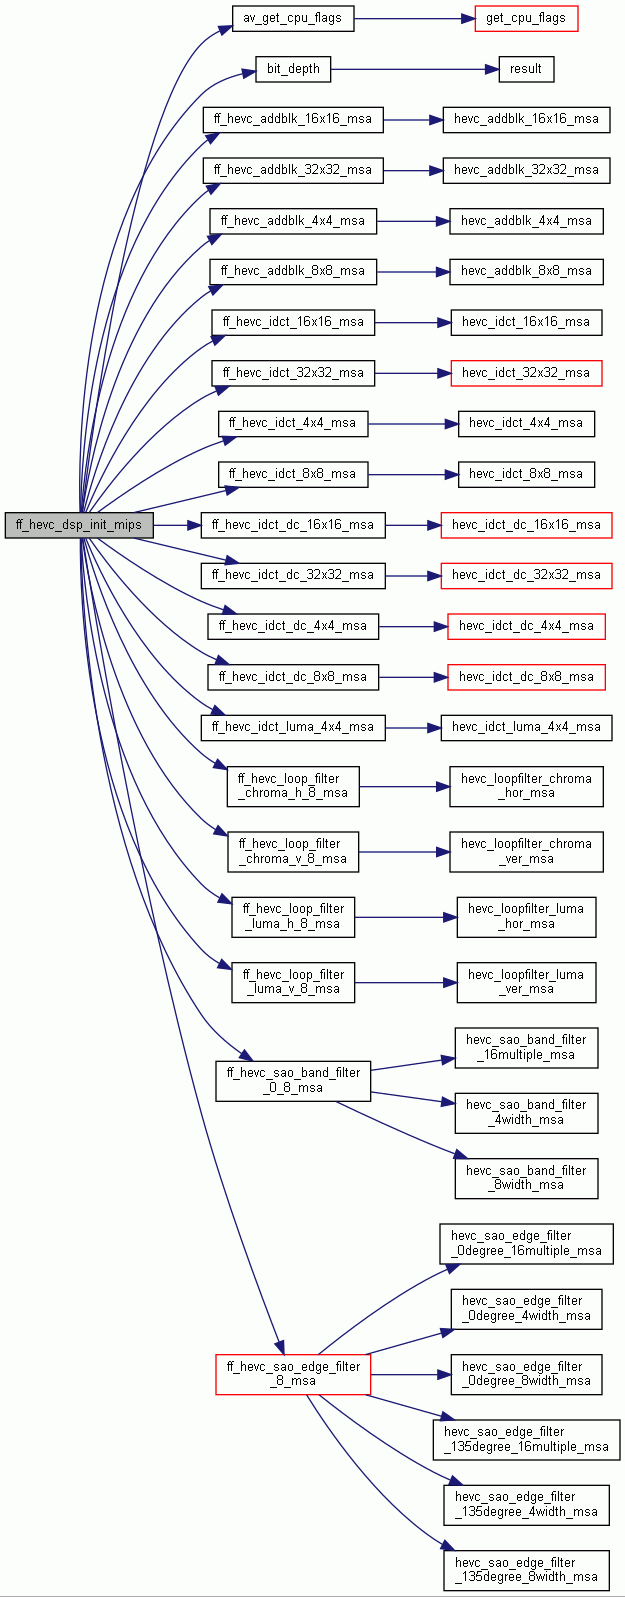 av_get_cpu_flags
get_cpu_flags
bit_depth
result
ff_hevc_addblk_16x16_msa
hevc_addblk_16x16_msa
ff_hevc_addblk_32x32_msa
hevc_addblk_32x32_msa
ff_hevc_addblk_4x4_msa
hevc_addblk_4x4_msa
ff_hevc_addblk_8x8_msa
hevc_addblk_8x8_msa
ff_hevc_idct_16x16_msa
hevc_idct_16x16_msa
ff_hevc_idct_32x32_msa
hevc_idct_32x32_msa
ff_hevc_idct_4x4_msa
hevc_idct_4x4_msa
ff_hevc_idct_8x8_msa
hevc_idct_8x8_msa
ff_hevc_dsp_init_mips
ff_hevc_idct_dc_16x16_msa
hevc_idct_dc_16x16_msa
ff_hevc_idct_dc_32x32_msa
hevc_idct_dc_32x32_msa
ff_hevc_idct_dc_4x4_msa
hevc_idct_dc_4x4_msa
ff_hevc_idct_dc_8x8_msa
hevc_idct_dc_8x8_msa
ff_hevc_idct_luma_4x4_msa
hevc_idct_luma_4x4_msa
ff_hevc_loop_filter
_chroma_h_8_msa
hevc_loopfilter_chroma
_hor_msa
ff_hevc_loop_filter
_chroma_v_8_msa
hevc_loopfilter_chroma
_ver_msa
ff_hevc_loop_filter
_luma_h_8_msa
hevc_loopfilter_luma
_hor_msa
ff_hevc_loop_filter
_luma_v_8_msa
hevc_loopfilter_luma
_ver_msa
ff_hevc_sao_band_filter
_0_8_msa
hevc_sao_band_filter
_16multiple_msa
hevc_sao_band_filter
_4width_msa
hevc_sao_band_filter
_8width_msa
ff_hevc_sao_edge_filter
_8_msa
hevc_sao_edge_filter
_0degree_16multiple_msa
hevc_sao_edge_filter
_0degree_4width_msa
hevc_sao_edge_filter
_0degree_8width_msa
hevc_sao_edge_filter
_135degree_16multiple_msa
hevc_sao_edge_filter
_135degree_4width_msa
hevc_sao_edge_filter
_135degree_8width_msa